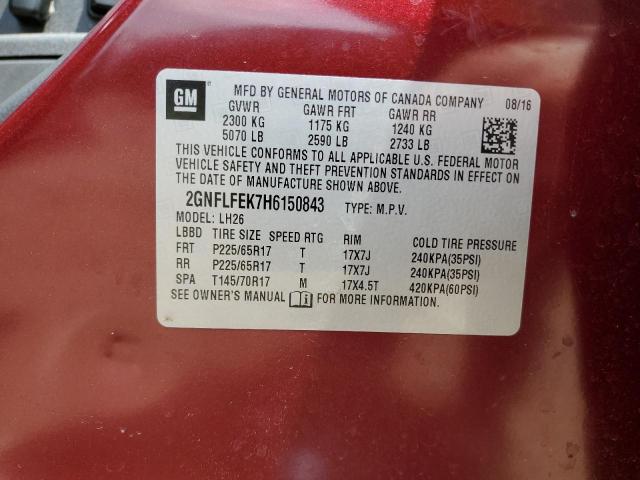 GM
MFD BY GENERAL MOTORS OF CANADA COMPANY 08/16
GVWR GAWR FRT GAWR RR
2300 KG 1175 KG 1240 KG
5070 LB 2590 LB 2733 LB
THIS VEHICLE CONFORMS TO ALL APPLICABLE U.S. FEDERAL MOTOR
VEHICLE SAFETY AND THEFT PREVENTION STANDARDS IN EFFECT ON
THE DATE OF MANUFACTURE SHOWN ABOVE.
2GNFLFEK7H6150843 TYPE: M.P.V.
MODEL: LH26
LBBD TIRE SIZE SPEED RTG RIM COLD TIRE PRESSURE
FRT P225/65R17 T 17X7J 240KPA(35PSI)
RR P225/65R17 T 17X7J 240KPA(35PSI)
SPA T145/70R17 M 17X4.5T 420KPA(60PSI)
SEE OWNER'S MANUAL FOR MORE INFORMATION.